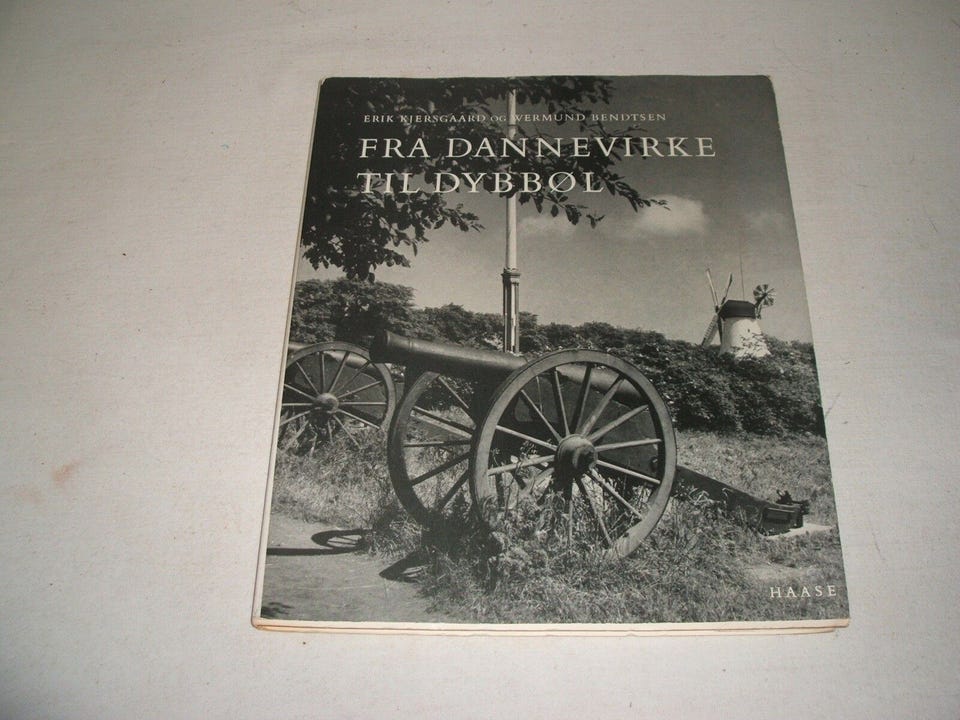 ERIK KJERSGAARD OG WERMUND BENDTSEN
FRA DANNEVIRKE
TIL DYBBØL
HAASE